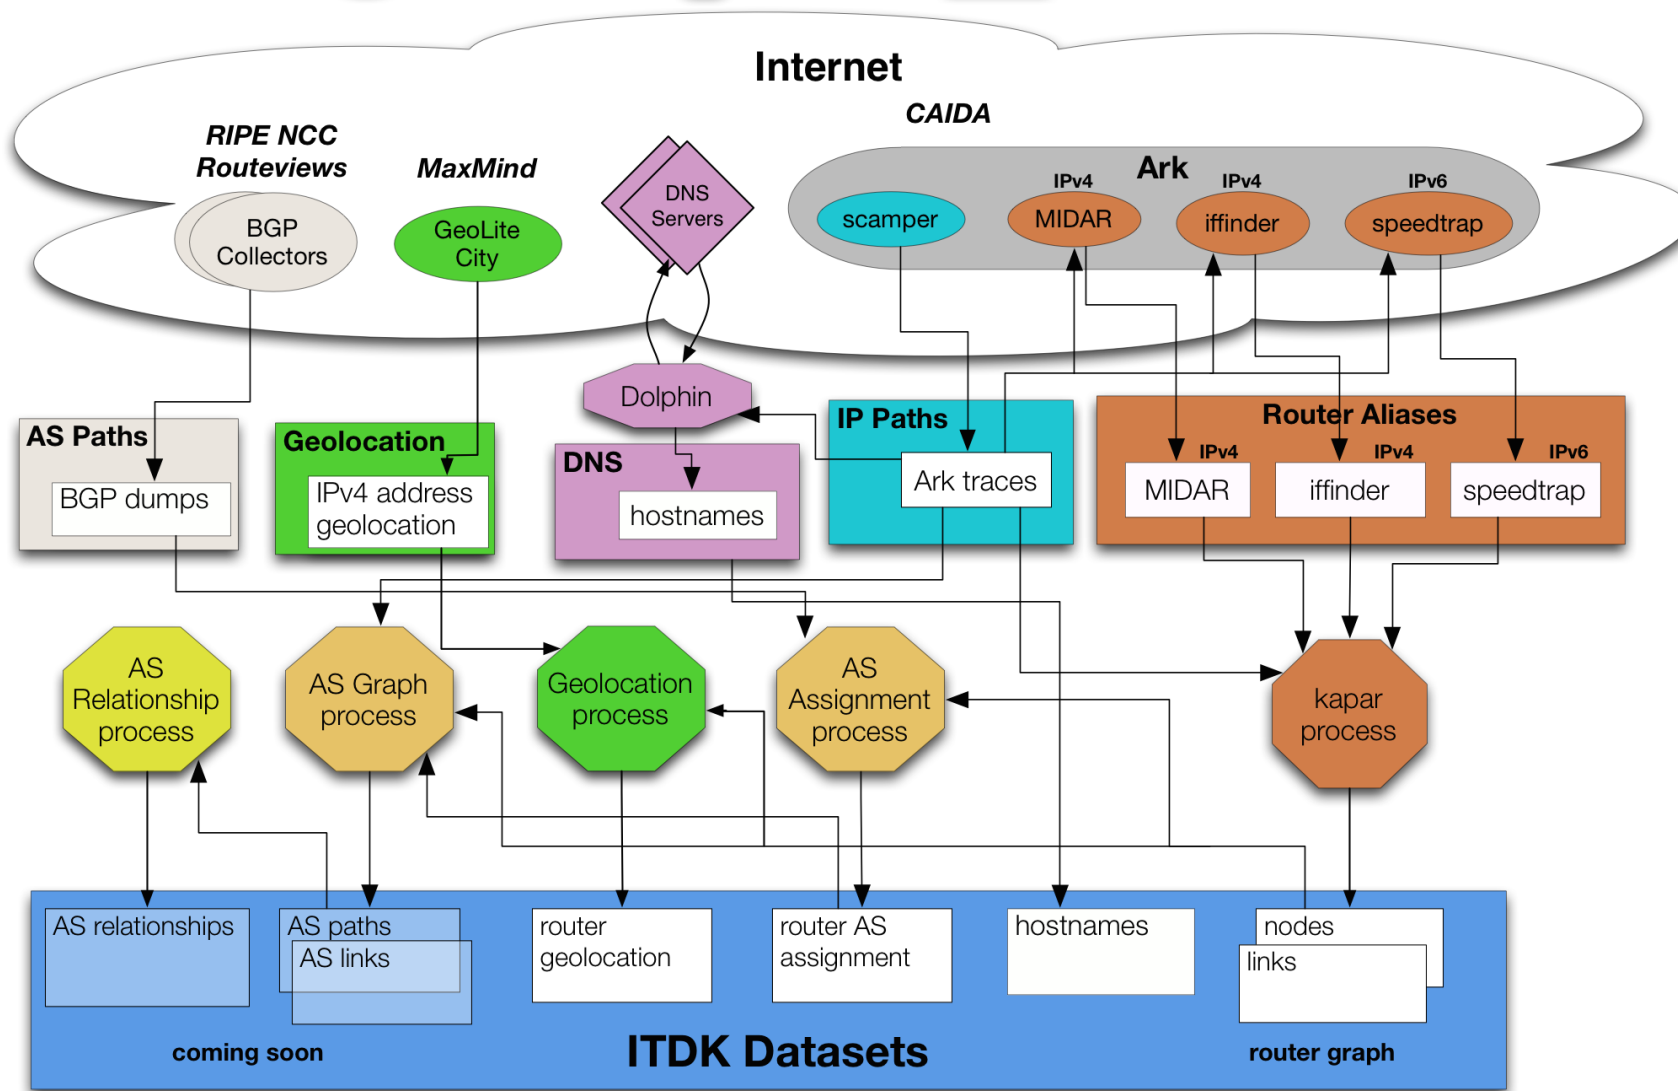 Internet
CAIDA
RIPE NCC
Routeviews
MaxMind
Ark
DNS
Servers
BGP
Collectors
GeoLite
City
scamper
IPv4
MIDAR
IPv4
iffinder
IPv6
speedtrap
Dolphin
AS Paths
BGP dumps
Geolocation
IPv4 address
geolocation
DNS
hostnames
IP Paths
Ark traces
Router Aliases
IPv4
MIDAR
IPv4
iffinder
IPv6
speedtrap
AS
Relationship
process
AS Graph
process
Geolocation
process
AS
Assignment
process
kapar
process
AS relationships
AS paths
AS links
router
geolocation
router AS
assignment
hostnames
nodes
links
coming soon
ITDK Datasets
router graph